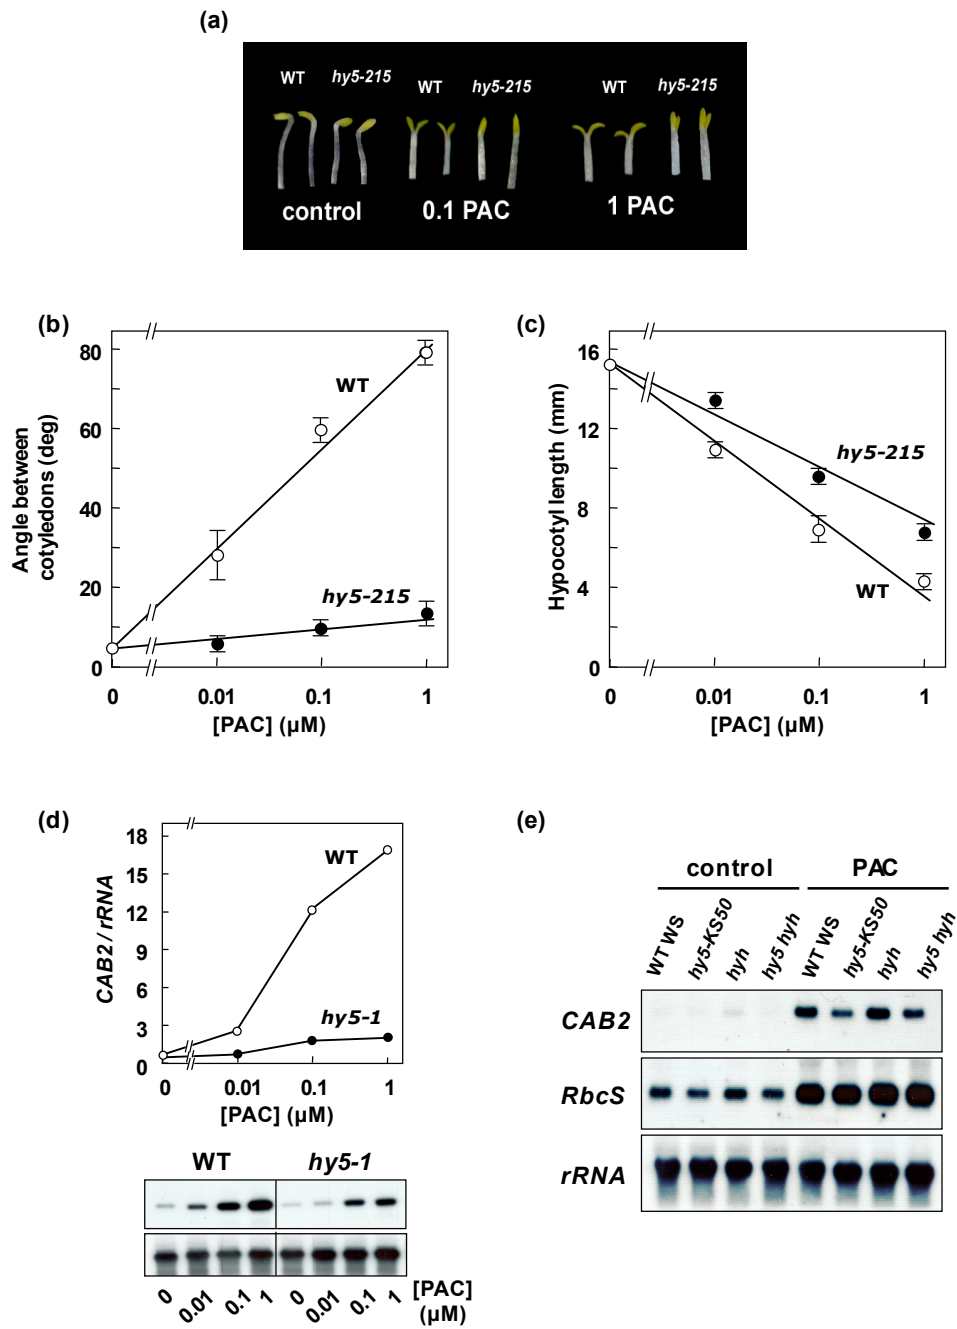 (a)
WT hy5-215 WT hy5-215 WT hy5-215
control 0.1 PAC 1 PAC
(b)
80
60
40
20
0
Angle between
cotyledons (deg)
WT
hy5-215
0 0.01 0.1 1
[PAC] (µM)
(c)
16
12
8
4
0
Hypocotyl length (mm)
hy5-215
WT
0 0.01 0.1 1
[PAC] (µM)
(d)
18
15
12
9
6
3
0
CAB2 / rRNA
WT
hy5-1
0 0.01 0.1 1
[PAC] (µM)
WT hy5-1
0 0.01 0.1 1 0 0.01 0.1 1 [PAC]
(µM)
(e)
control PAC
WT WS hy5-KS50 hyh hy5 hyh WT WS hy5-KS50 hyh hy5 hyh
CAB2
RbcS
rRNA